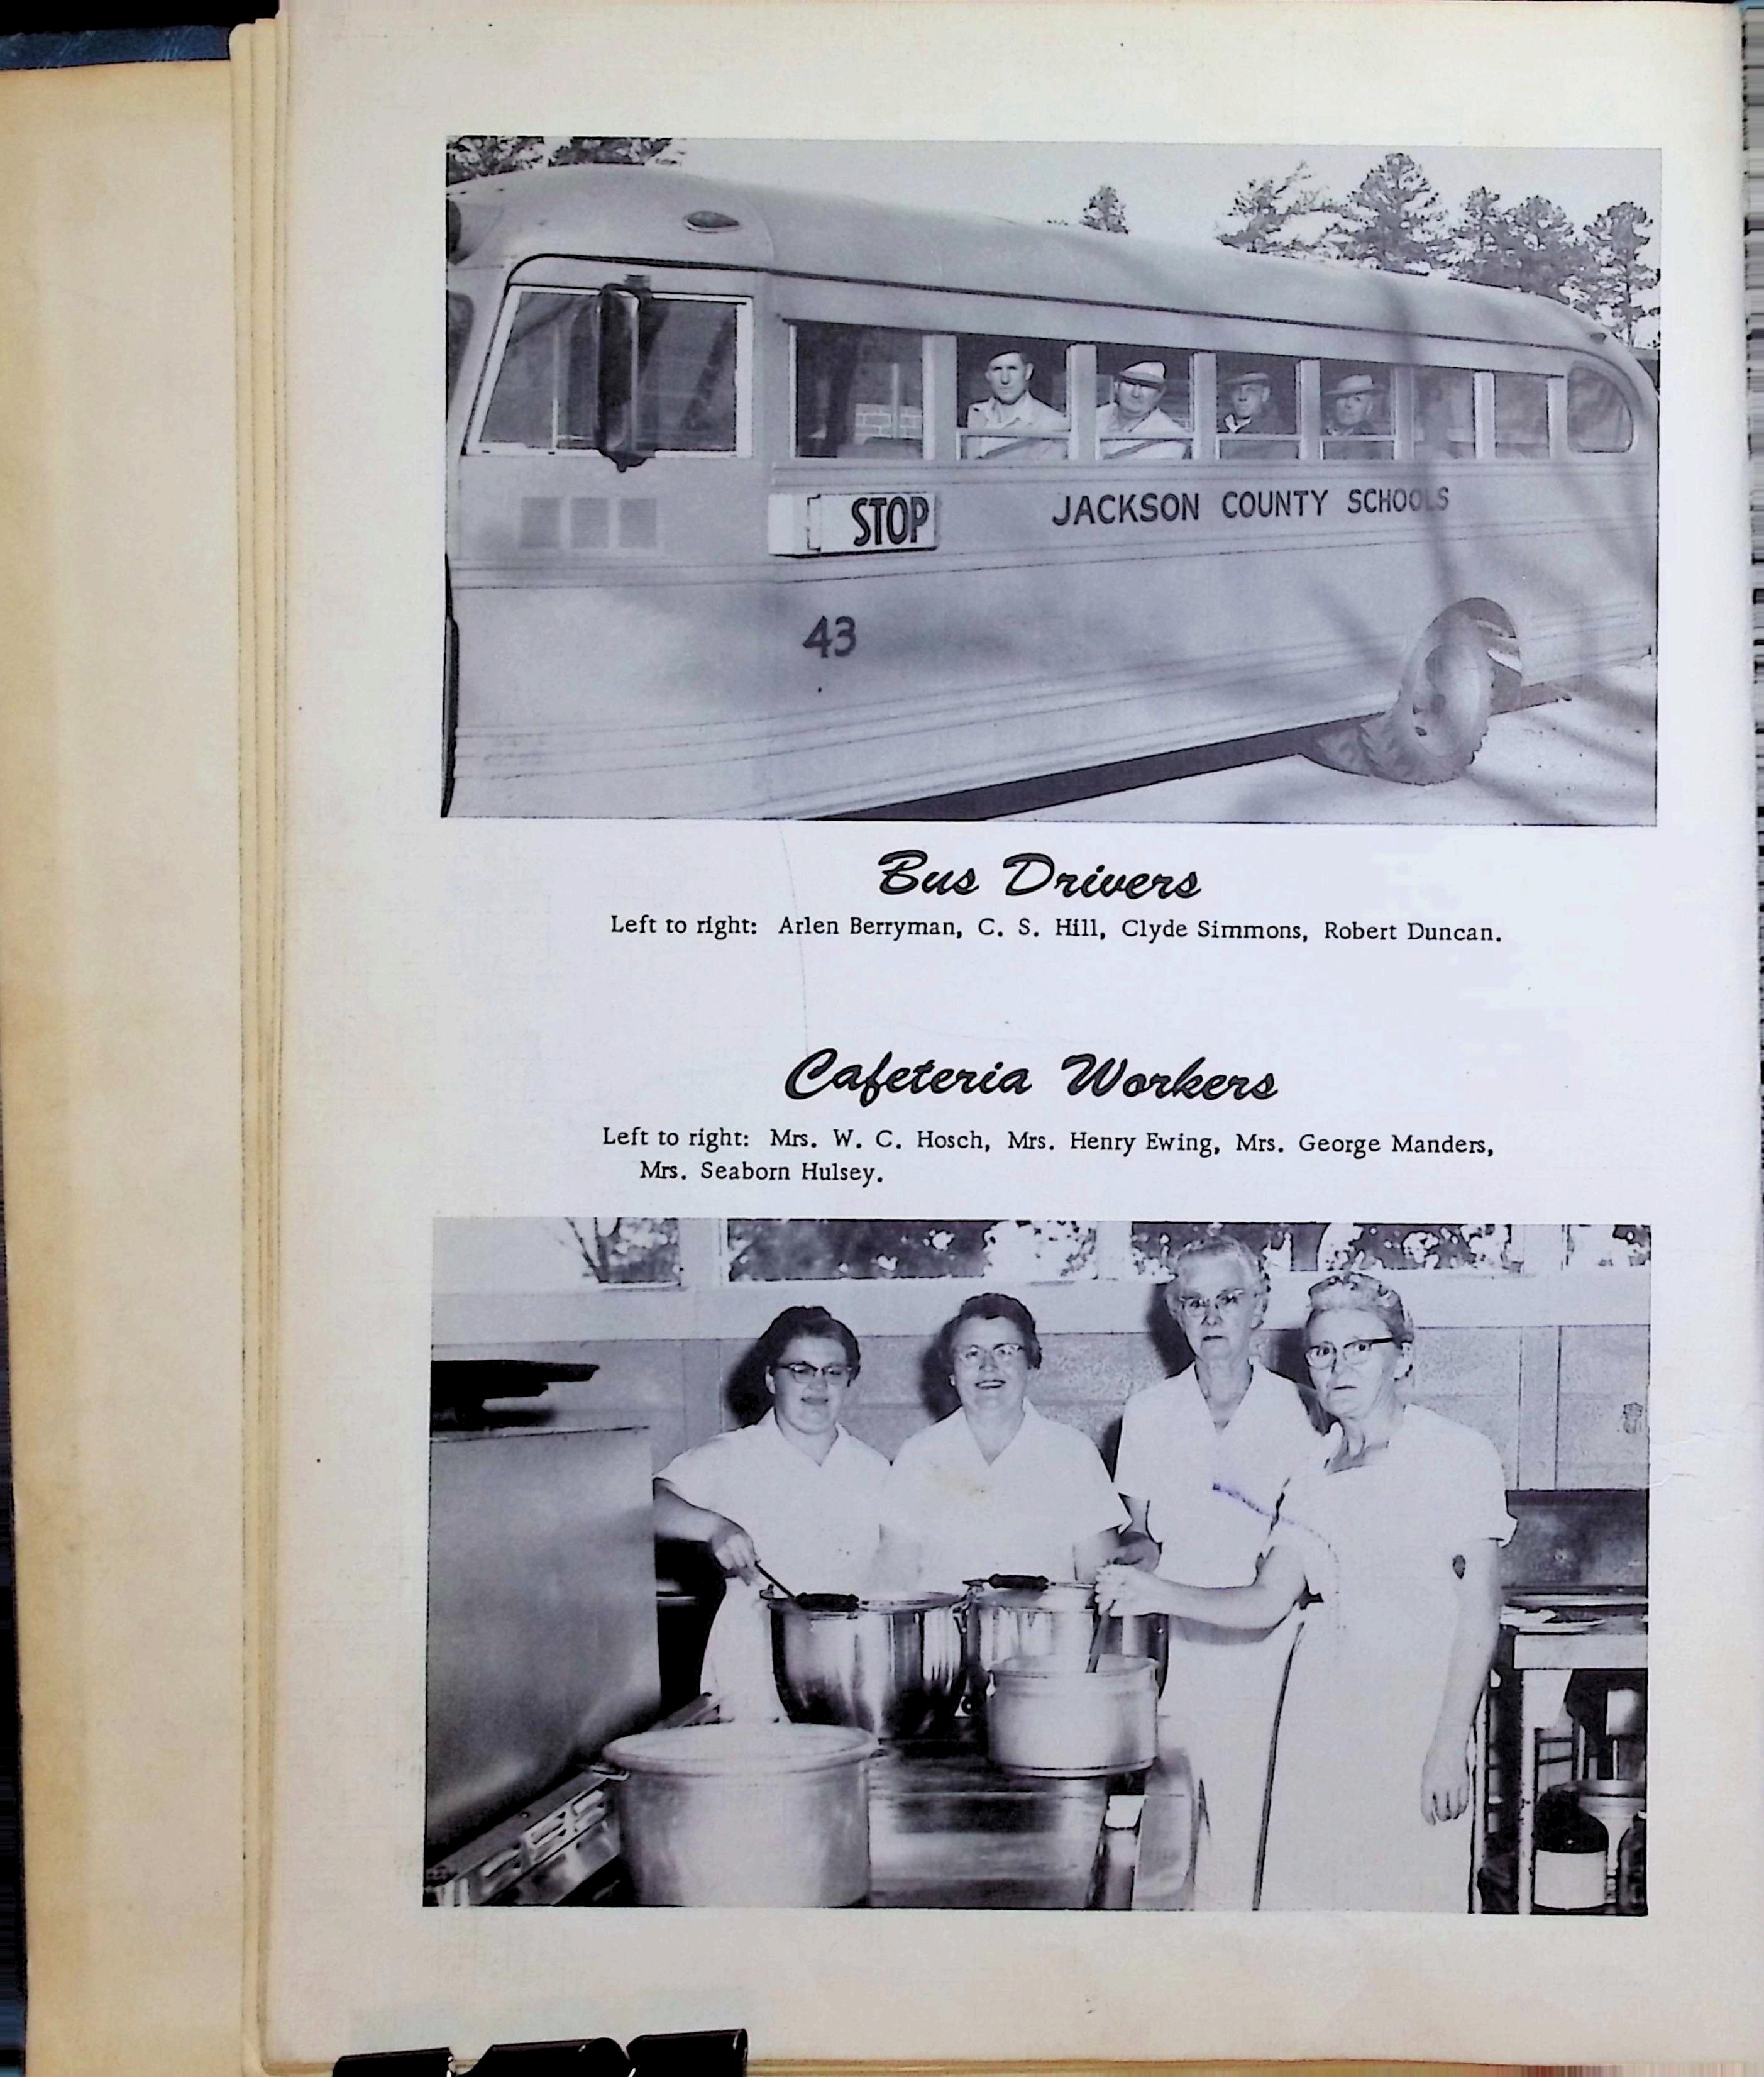 STOP
JACKSON COUNTY SCHOOLS
43
Bus Drivers
Left to right: Arlen Berryman, C. S. Hill, Clyde Simmons, Robert Duncan.
Cafeteria Workers
Left to right: Mrs. W. C. Hosch, Mrs. Henry Ewing, Mrs. George Manders,
Mrs. Seaborn Hulsey.